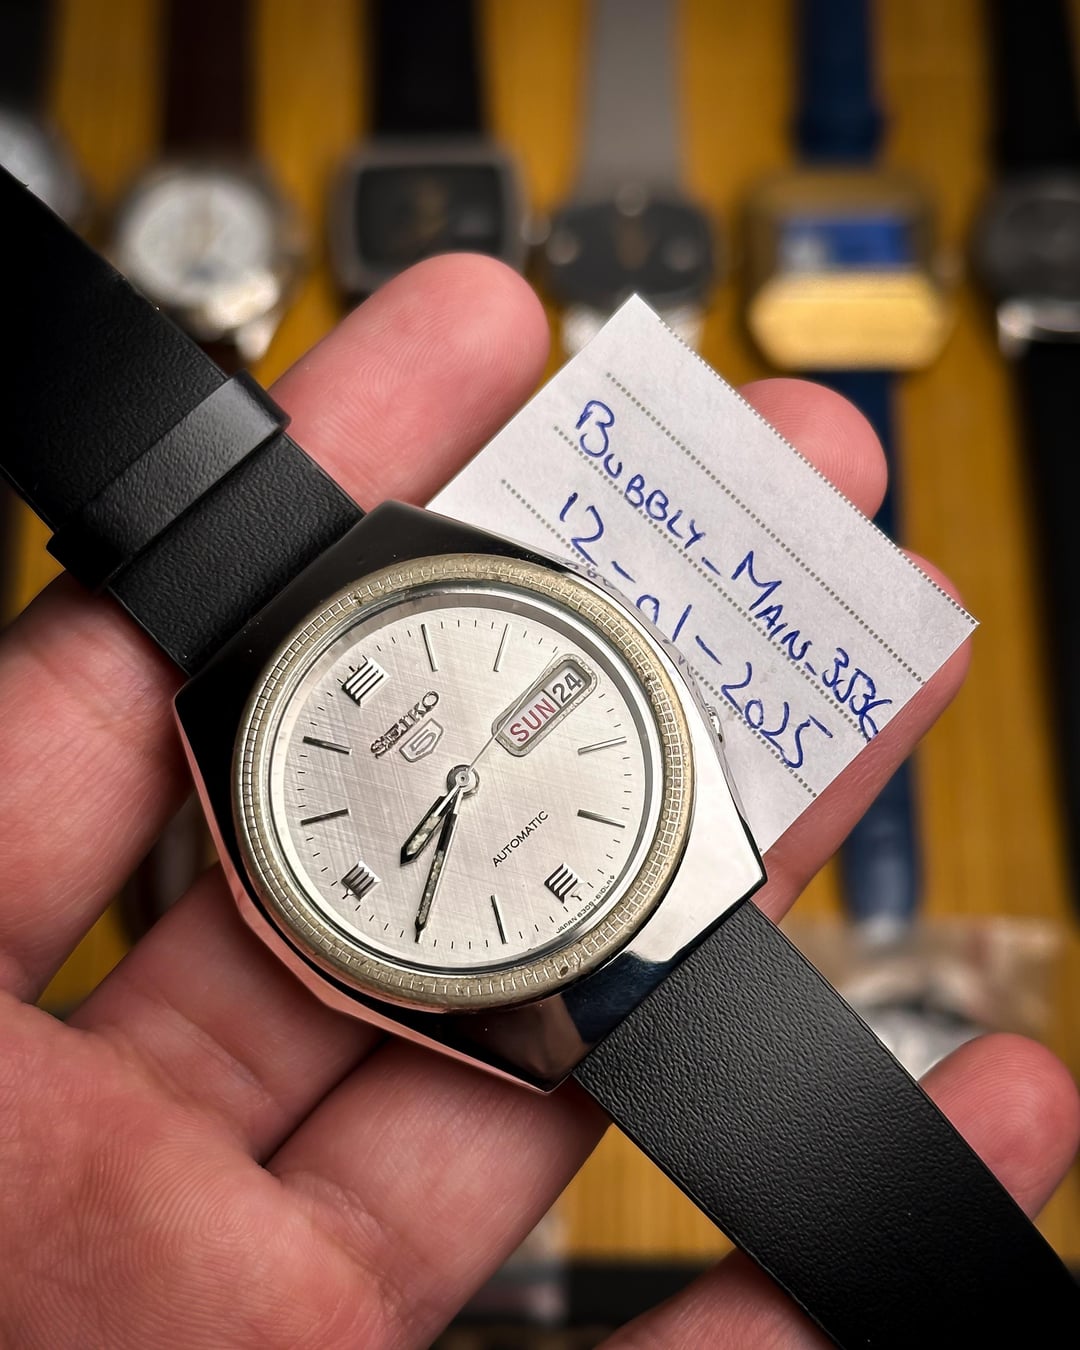 BUBBLY_MAIN_3536
12-01-2025
SEIKO
5
SUN 24
AUTOMATIC